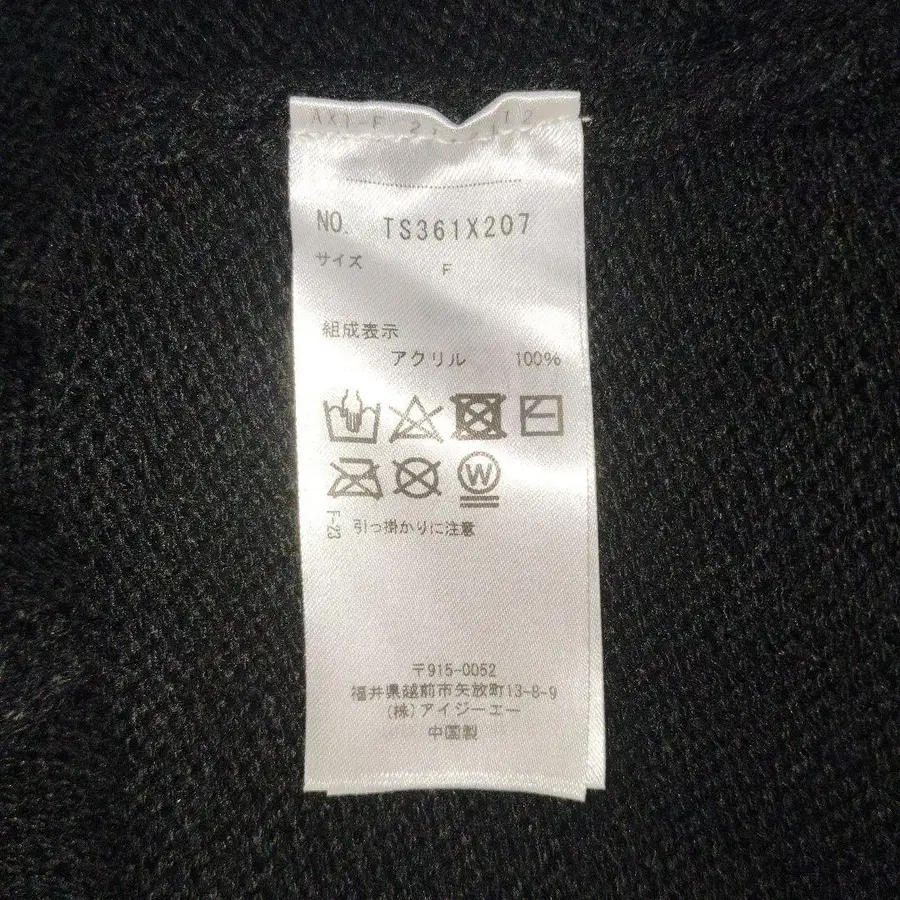 NO. TS361X207
サイズ F
組成表示
アクリル 100%
W
F-23 引っ掛かりに注意
〒915-0052
福井県越前市矢放町13-8-9
(株)アイジーエー
中国製